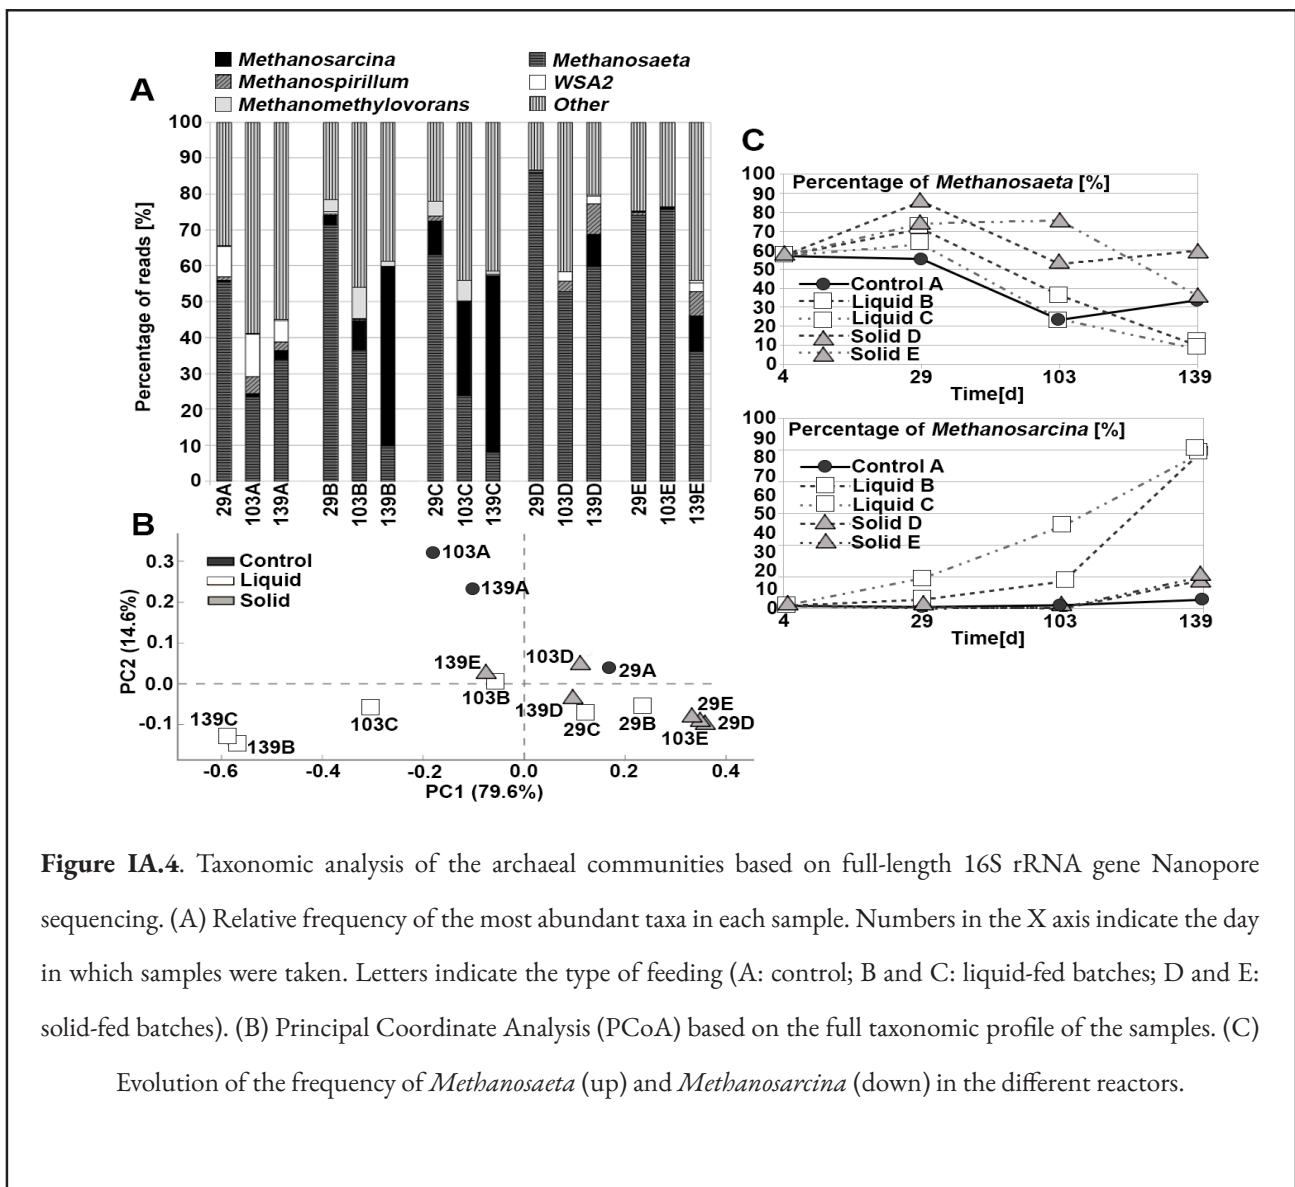 A
Methanosarcina
Methanospirillum
Methanomethylovorans
Methanosaeta
WSA2
Other
Percentage of reads [%]
100
90
80
70
60
50
40
30
20
10
0
29A 103A 139A 29B 103B 139B 29C 103C 139C 29D 103D 139D 29E 103E 139E
B
Control
Liquid
Solid
PC2 (14.6%)
0.3
0.2
0.1
0.0
-0.1
103A
139A
139E
103B
103D
29A
139D
29C
29B
29E
29D
103E
103C
139C
139B
-0.6 -0.4 -0.2 0.0 0.2 0.4
PC1 (79.6%)
C
Percentage of Methanosaeta [%]
100
90
80
70
60
50
40
30
20
10
0
Control A
Liquid B
Liquid C
Solid D
Solid E
4 29 103 139
Time[d]
Percentage of Methanosarcina [%]
100
90
80
70
60
50
40
30
20
10
0
Control A
Liquid B
Liquid C
Solid D
Solid E
4 29 103 139
Time[d]
Figure IA.4. Taxonomic analysis of the archaeal communities based on full-length 16S rRNA gene Nanopore
sequencing. (A) Relative frequency of the most abundant taxa in each sample. Numbers in the X axis indicate the day
in which samples were taken. Letters indicate the type of feeding (A: control; B and C: liquid-fed batches; D and E:
solid-fed batches). (B) Principal Coordinate Analysis (PCoA) based on the full taxonomic profile of the samples. (C)
Evolution of the frequency of Methanosaeta (up) and Methanosarcina (down) in the different reactors.